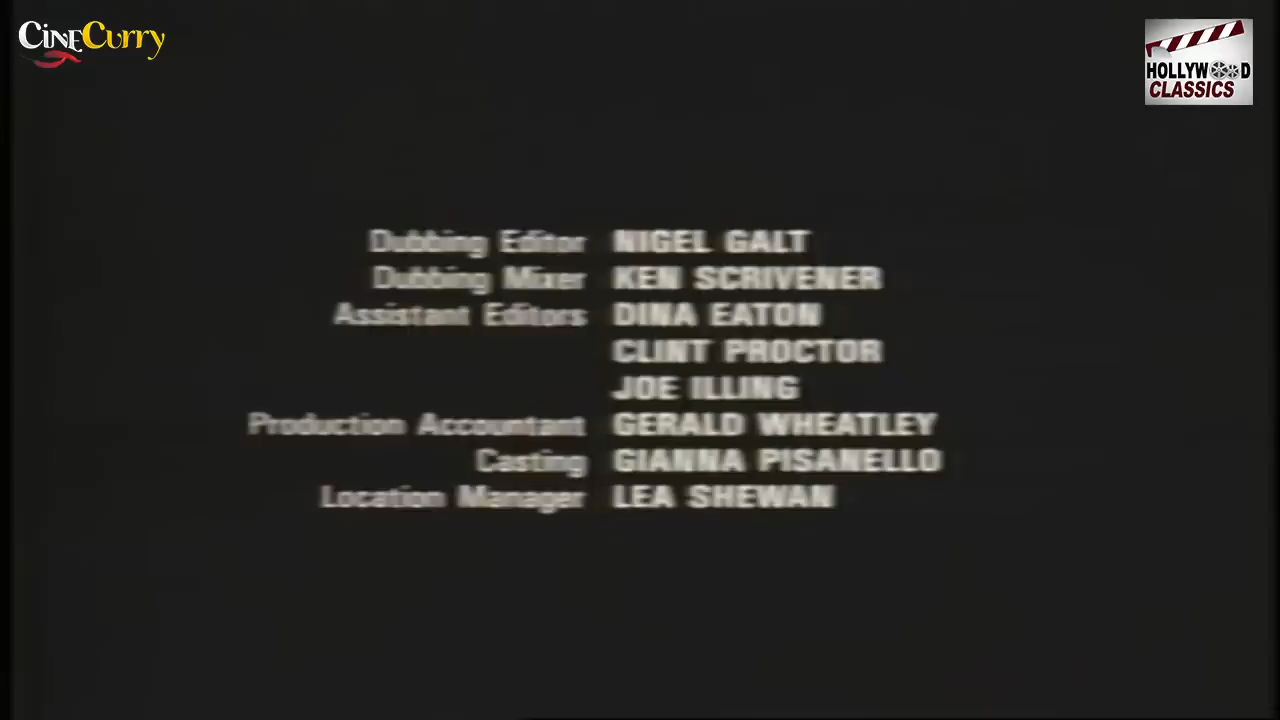 CINECURRY
HOLLYWOOD
CLASSICS
Dubbing Editor NIGEL GALT
Dubbing Mixer KEN SCRIVENER
Assistant Editors DINA EATON
CLINT PROCTOR
JOE ILLING
Production Accountant GERALD WHEATLEY
Casting GIANNA PISANELLO
Location Manager LEA SHEWAN